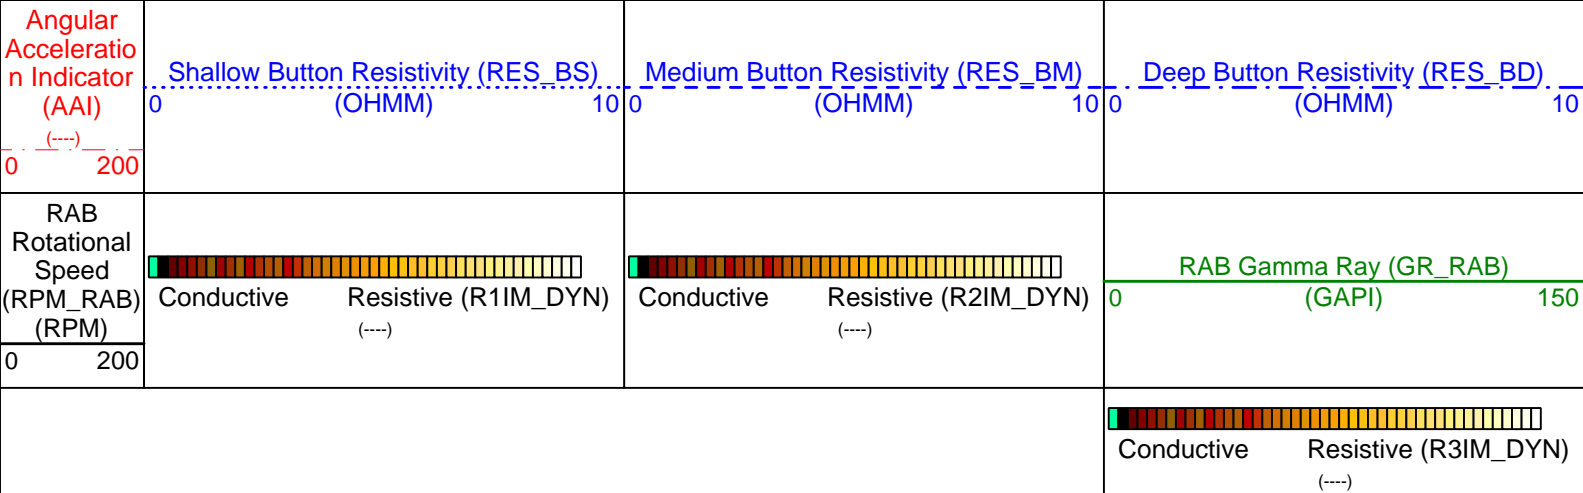 Angular
Acceleratio
n Indicator
(AAI)
(----)
0 200
Shallow Button Resistivity (RES_BS)
0 (OHMM) 10
Medium Button Resistivity (RES_BM)
0 (OHMM) 10
Deep Button Resistivity (RES_BD)
0 (OHMM) 10
RAB
Rotational
Speed
(RPM_RAB)
(RPM)
0 200
Conductive Resistive (R1IM_DYN)
(----)
Conductive Resistive (R2IM_DYN)
(----)
RAB Gamma Ray (GR_RAB)
0 (GAPI) 150
Conductive Resistive (R3IM_DYN)
(----)